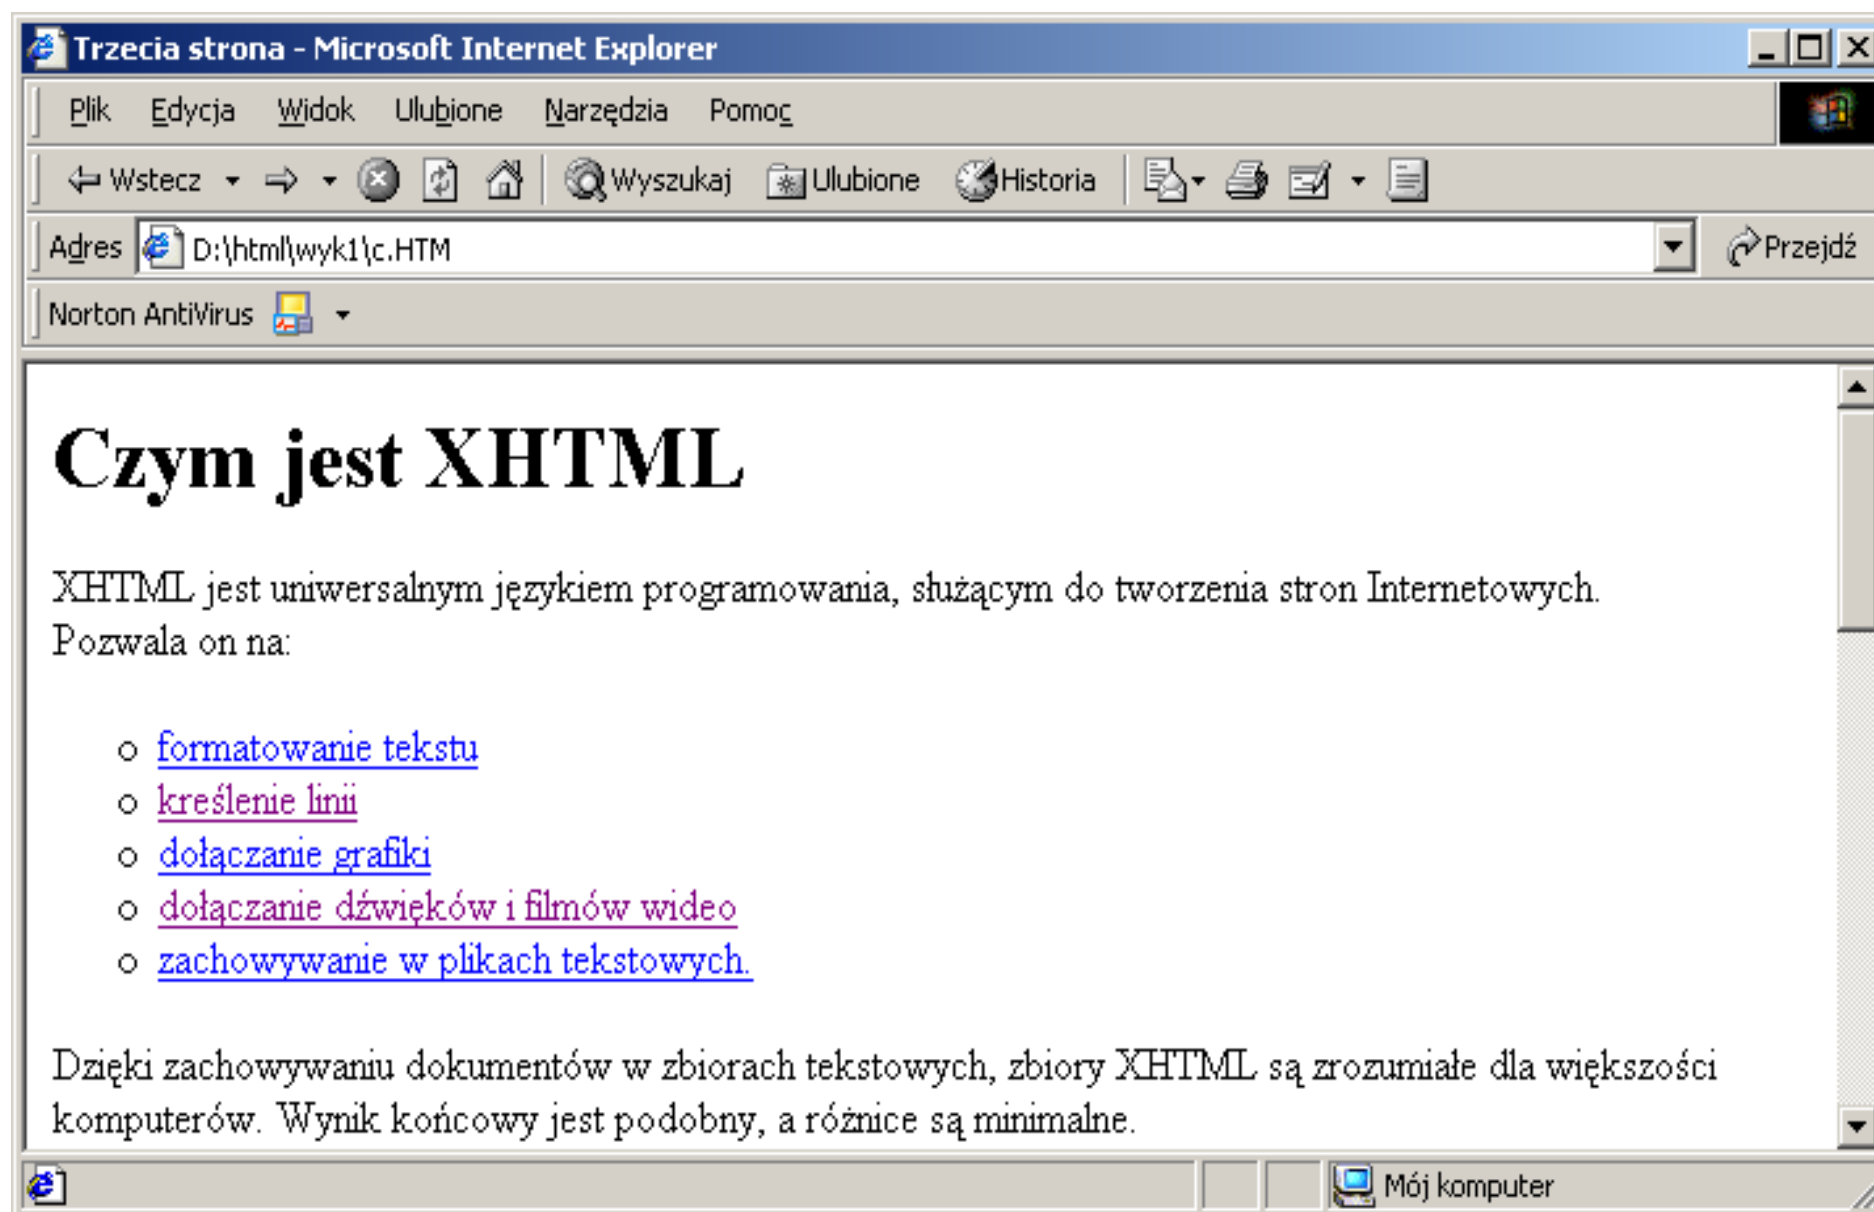 Trzecia strona - Microsoft Internet Explorer
Plik Edycja Widok Ulubione Narzędzia Pomoc
Wstecz Wyszukaj Ulubione Historia
Adres D:\html\wyk1\c.HTM Przejdź
Norton AntiVirus
Czym jest XHTML
XHTML jest uniwersalnym językiem programowania, służącym do tworzenia stron Internetowych.
Pozwala on na:
formatowanie tekstu
kreślenie linii
dołączanie grafiki
dołączanie dźwięków i filmów wideo
zachowywanie w plikach tekstowych.
Dzięki zachowywaniu dokumentów w zbiorach tekstowych, zbiory XHTML są zrozumiałe dla większości
komputerów. Wynik końcowy jest podobny, a różnice są minimalne.
Mój komputer